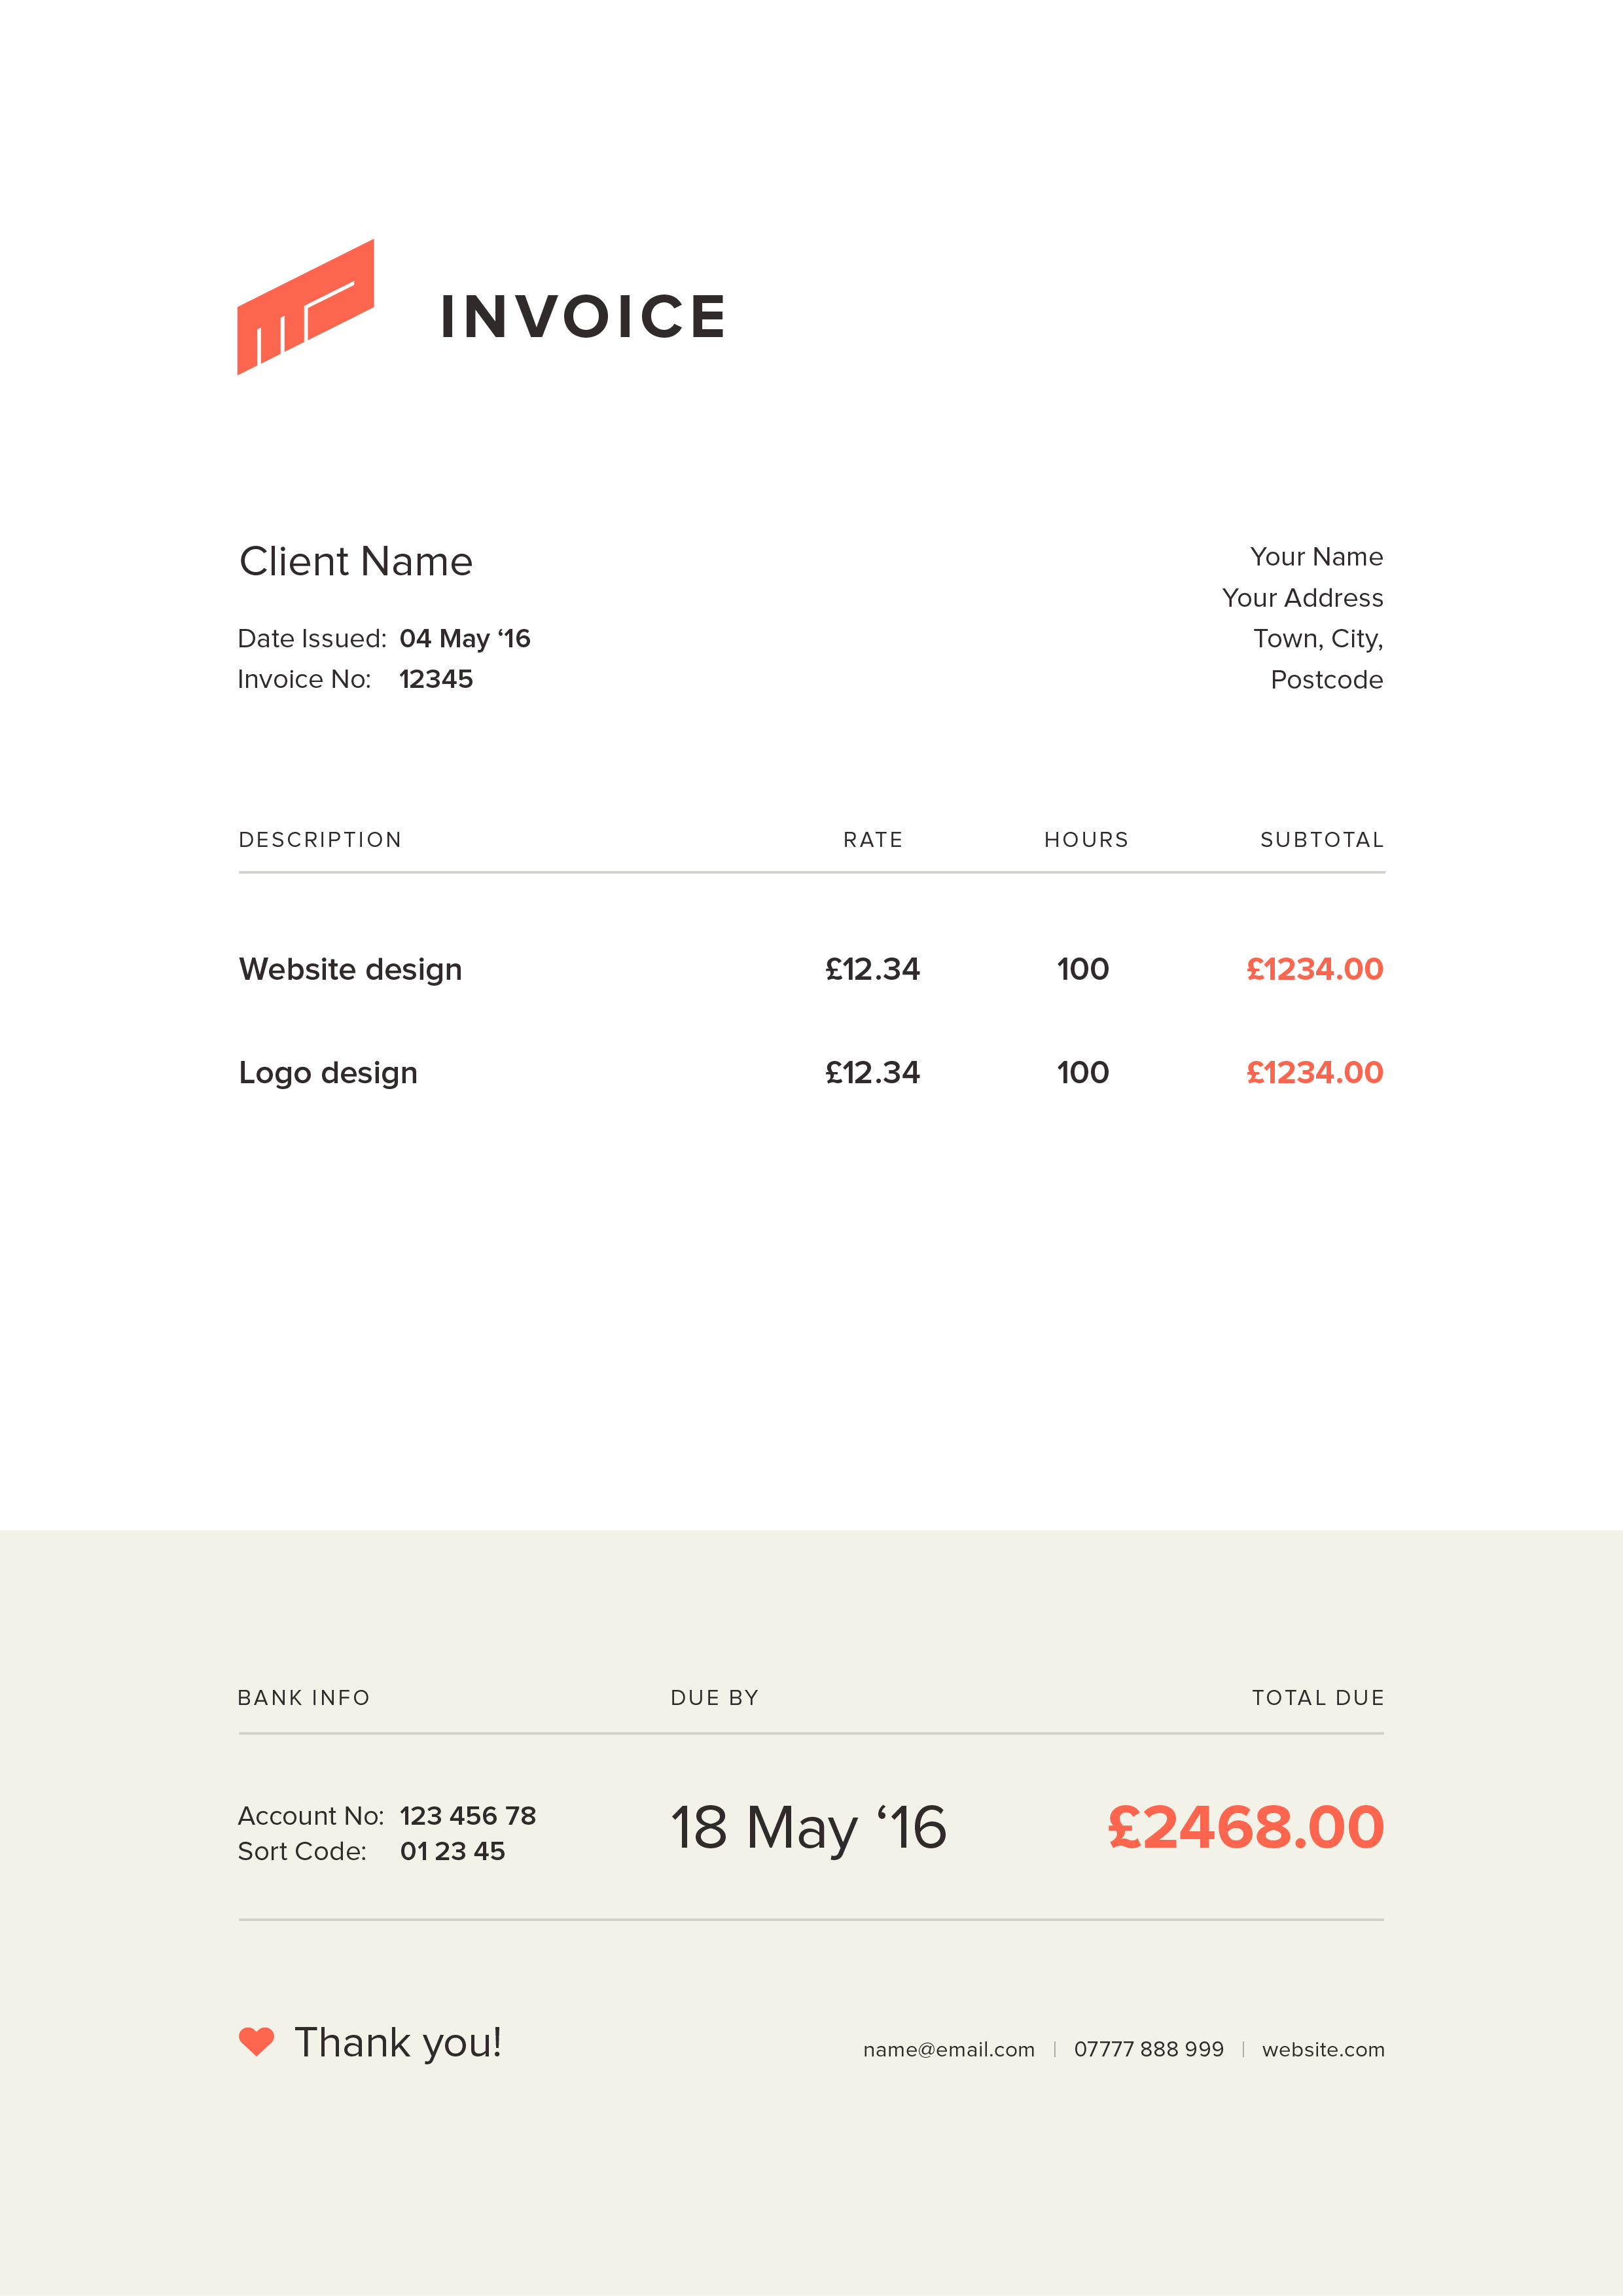 INVOICE
Client Name
Date Issued: 04 May ‘16
Invoice No: 12345
Your Name
Your Address
Town, City,
Postcode
DESCRIPTION RATE HOURS SUBTOTAL
Website design £12.34 100 £1234.00
Logo design £12.34 100 £1234.00
BANK INFO DUE BY TOTAL DUE
Account No: 123 456 78
Sort Code: 01 23 45
18 May ‘16
£2468.00
Thank you!
name@email.com | 07777 888 999 | website.com